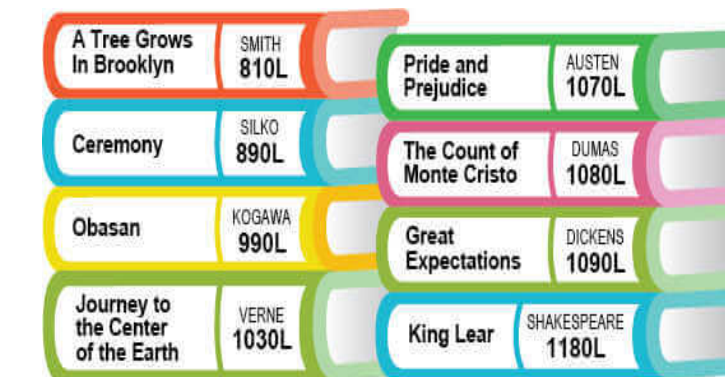 A Tree Grows
In Brooklyn
SMITH
810L
Ceremony
SILKO
890L
Obasan
KOGAWA
990L
Journey to
the Center
of the Earth
VERNE
1030L
Pride and
Prejudice
AUSTEN
1070L
The Count of
Monte Cristo
DUMAS
1080L
Great
Expectations
DICKENS
1090L
King Lear
SHAKESPEARE
1180L